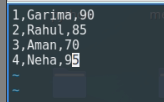 1,Garima,90
2,Rahul,85
3,Aman,70
4,Neha,95
~
~